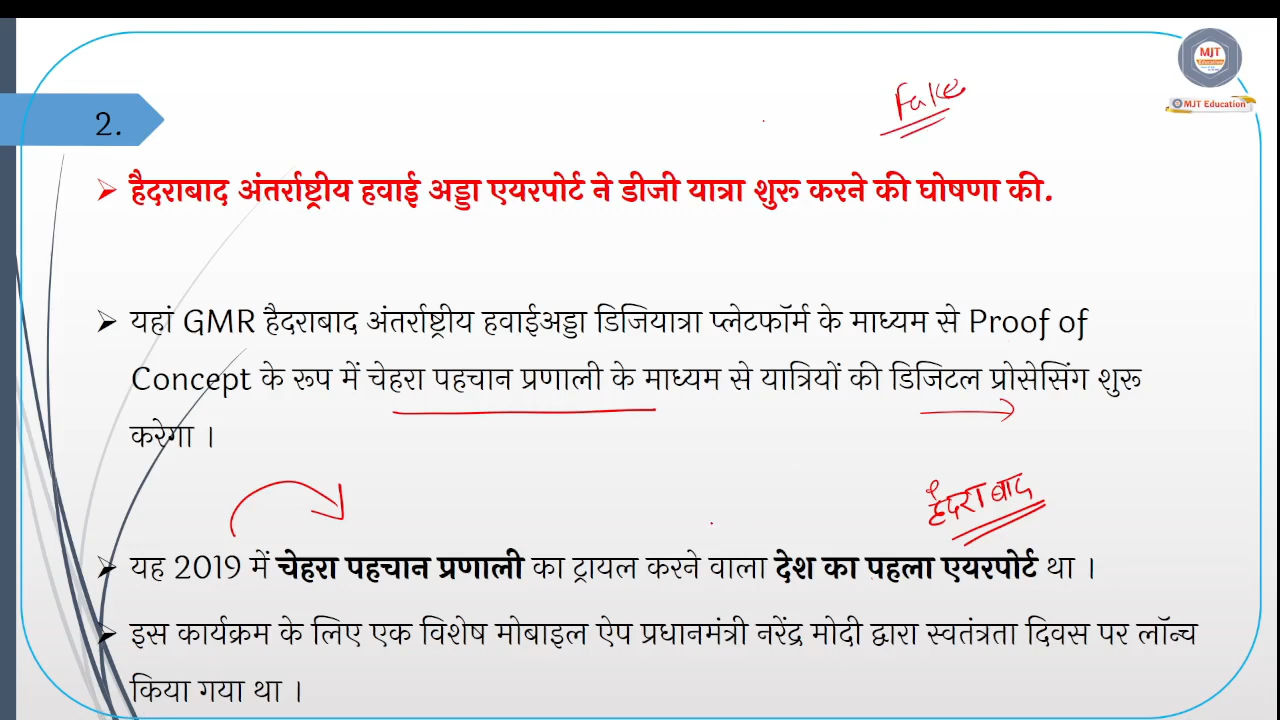 MJT
Education
MJT Education
Fake
2.
हैदराबाद अंतर्राष्ट्रीय हवाई अड्डा एयरपोर्ट ने डीजी यात्रा शुरू करने की घोषणा की.
यहां GMR हैदराबाद अंतर्राष्ट्रीय हवाईअड्डा डिजियात्रा प्लेटफॉर्म के माध्यम से Proof of
Concept के रूप में चेहरा पहचान प्रणाली के माध्यम से यात्रियों की डिजिटल प्रोसेसिंग शुरू
करेगा ।
हैदराबाद
यह 2019 में चेहरा पहचान प्रणाली का ट्रायल करने वाला देश का पहला एयरपोर्ट था ।
इस कार्यक्रम के लिए एक विशेष मोबाइल ऐप प्रधानमंत्री नरेंद्र मोदी द्वारा स्वतंत्रता दिवस पर लॉन्च
किया गया था ।